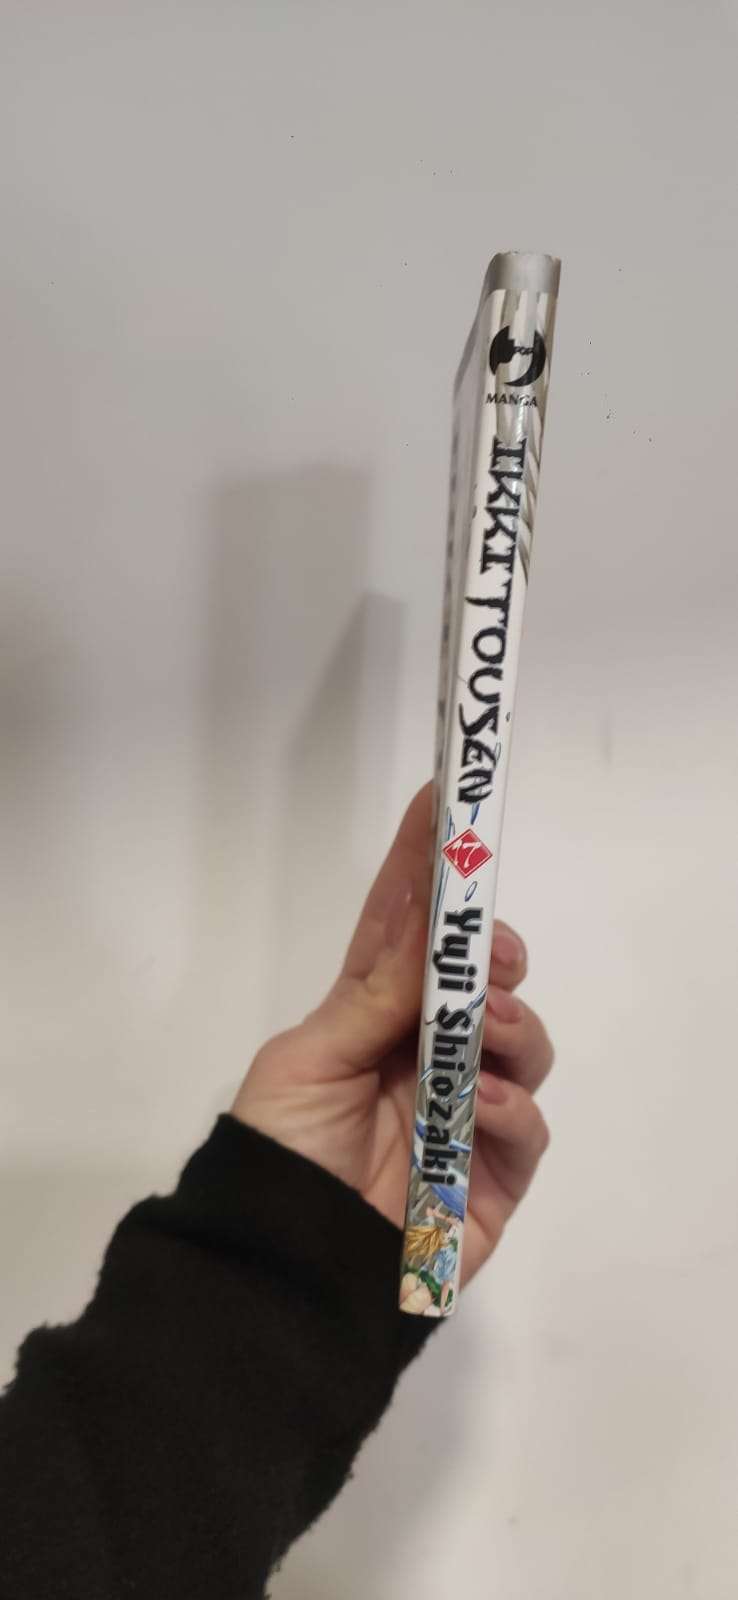 MANGA
IKKI TOUSEN
17
Yuji Shiozaki